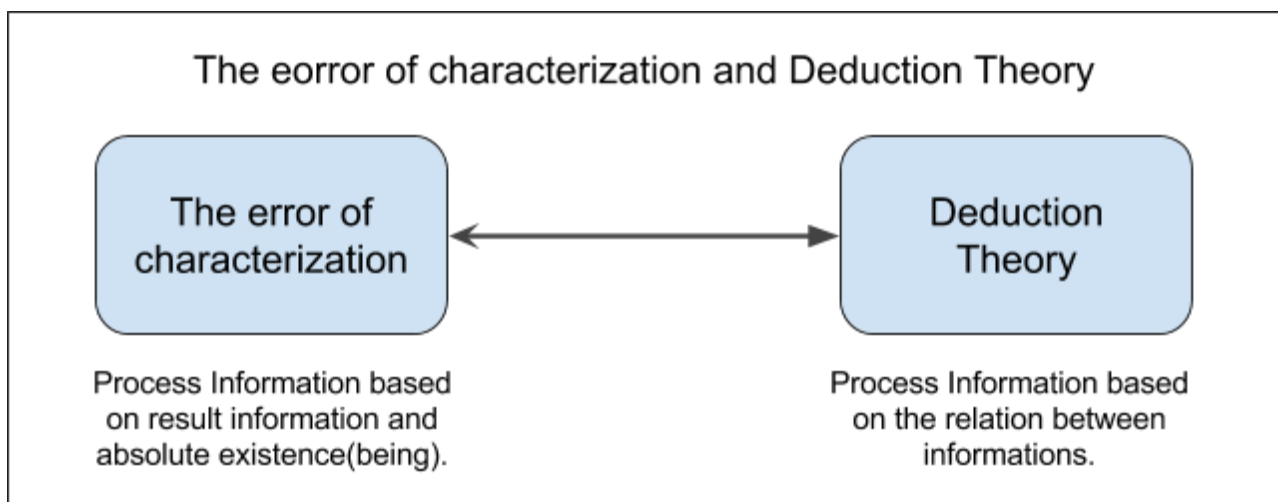 The eorror of characterization and Deduction Theory
The error of
characterization
Deduction
Theory
Process Information based
on result information and
absolute existence(being).
Process Information based
on the relation between
informations.